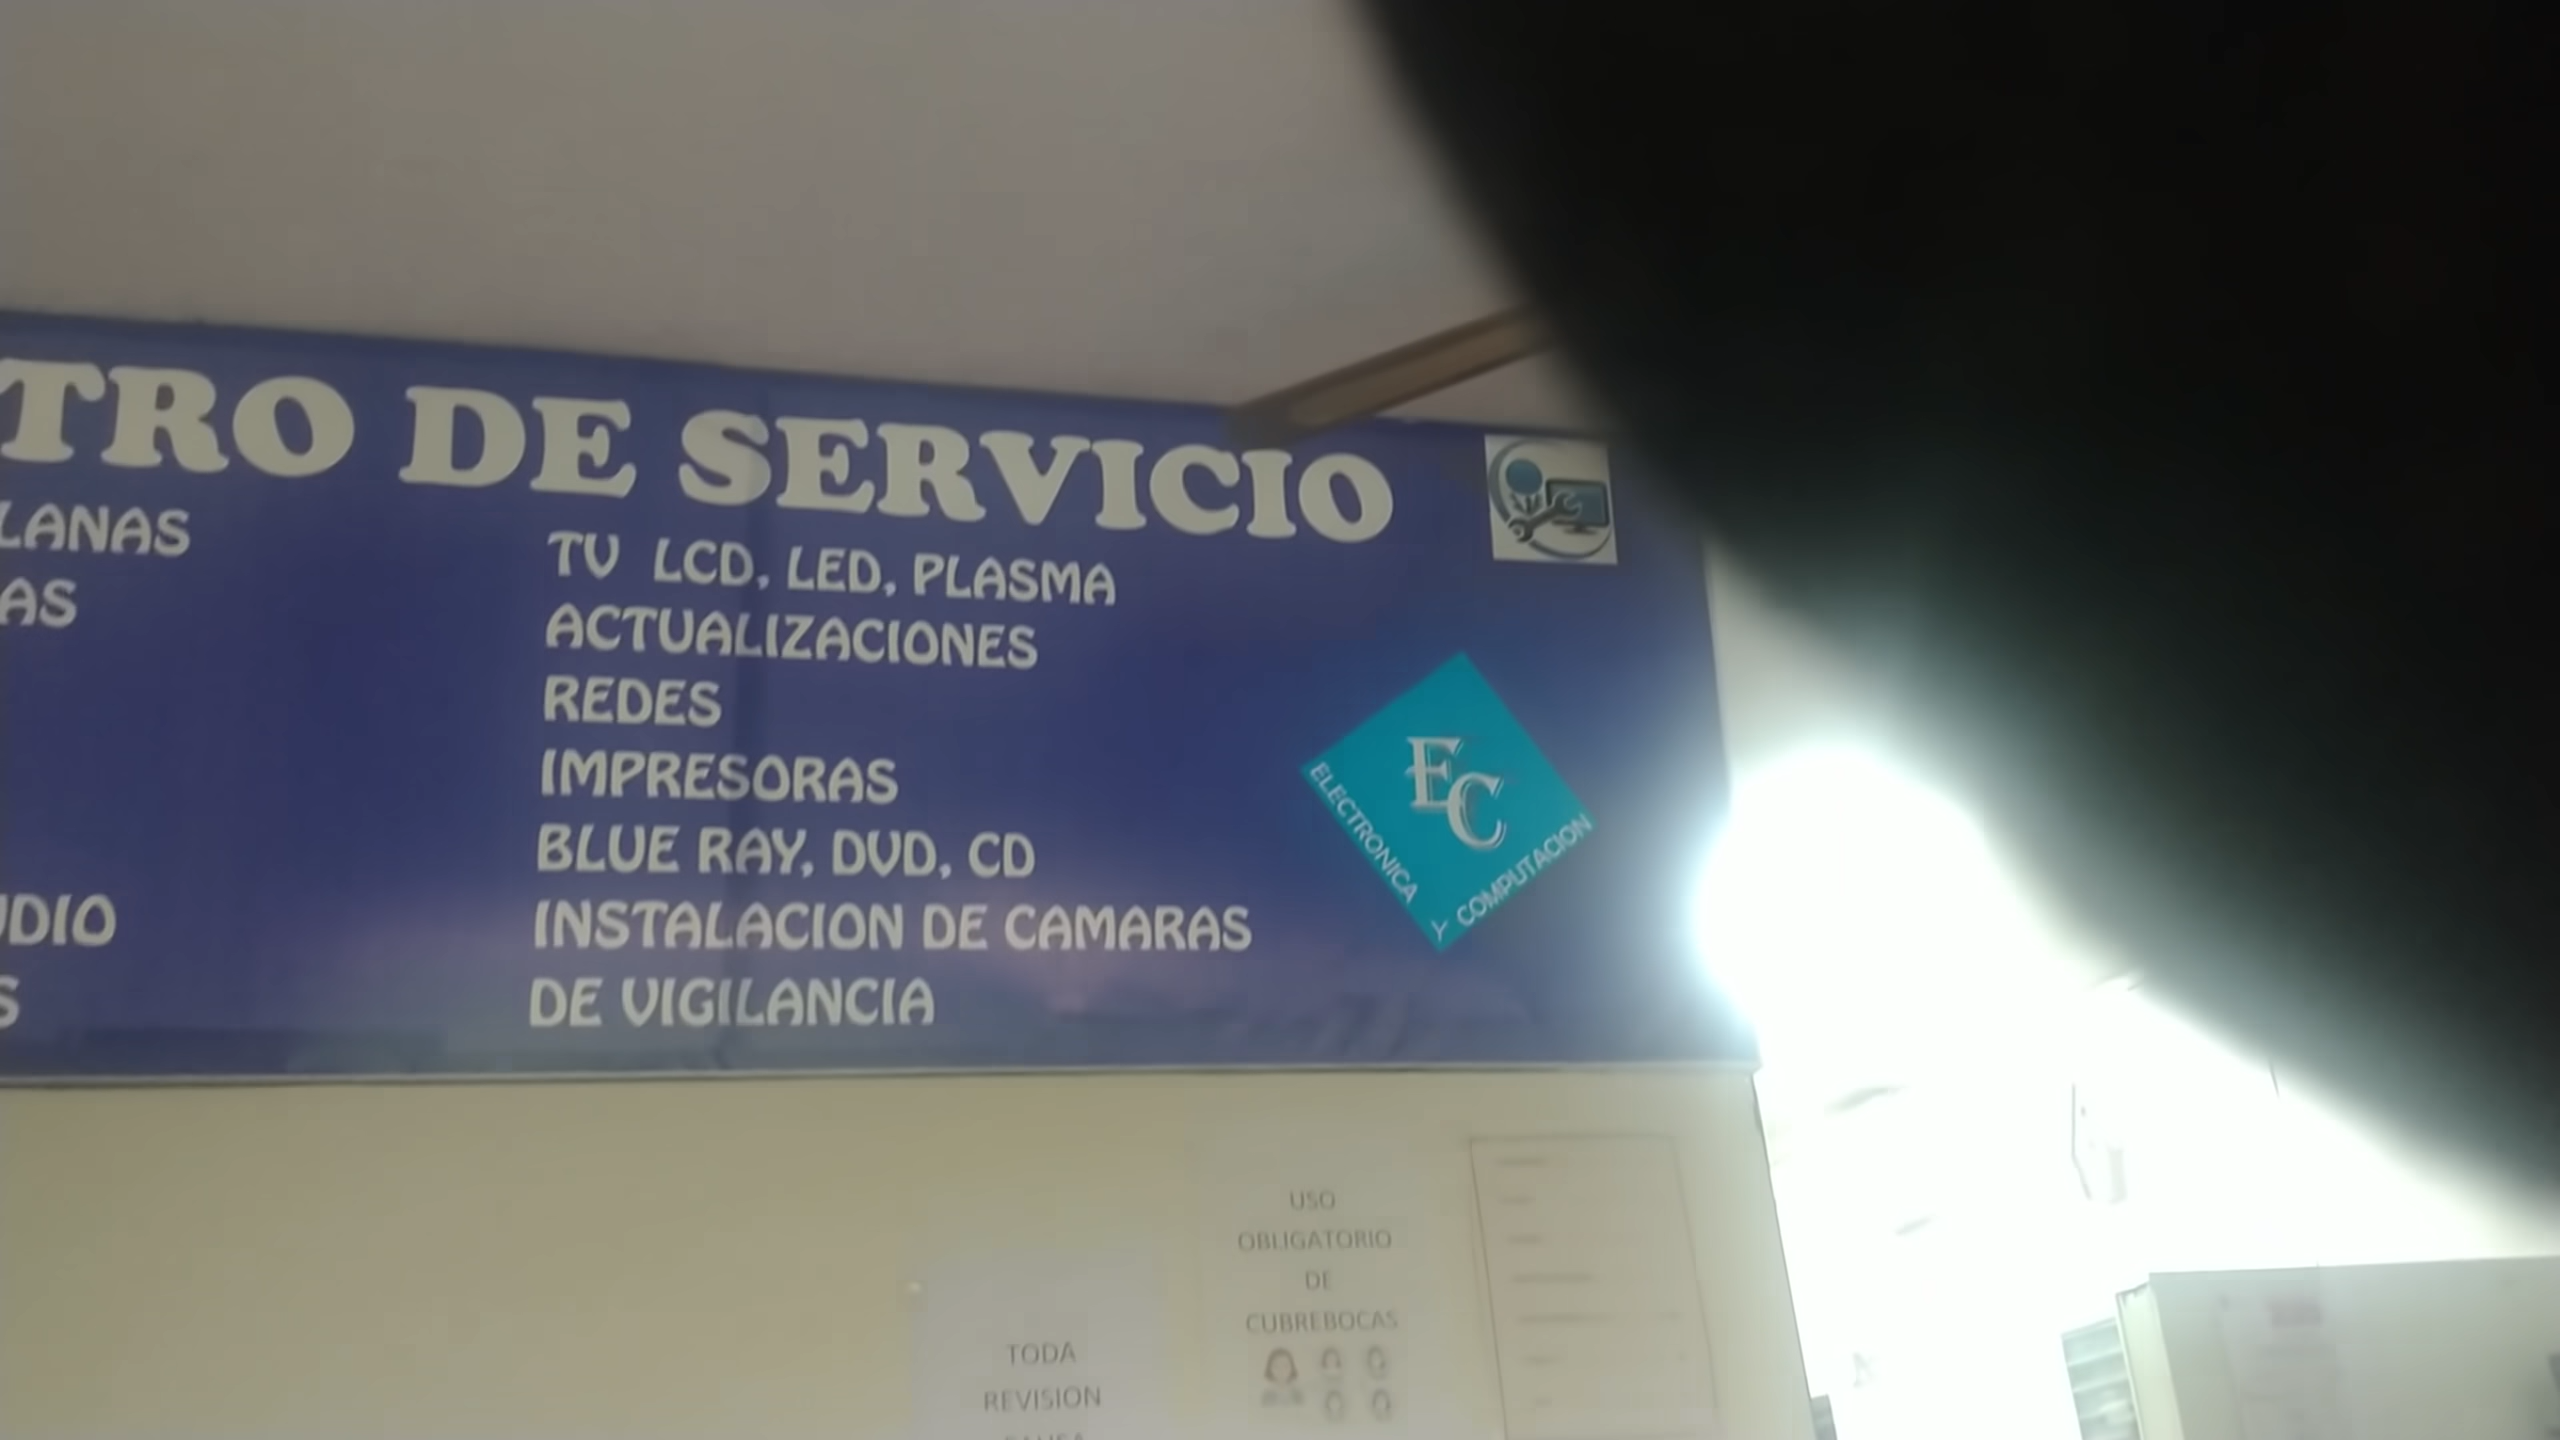 TRO DE SERVICIO
LANAS
AS
UDIO
S
TV LCD, LED, PLASMA
ACTUALIZACIONES
REDES
IMPRESORAS
BLUE RAY, DVD, CD
INSTALACION DE CAMARAS
DE VIGILANCIA
EC
ELECTRONICA
Y COMPUTACION
USO
OBLIGATORIO
DE
CUBREBOCAS
TODA
REVISION